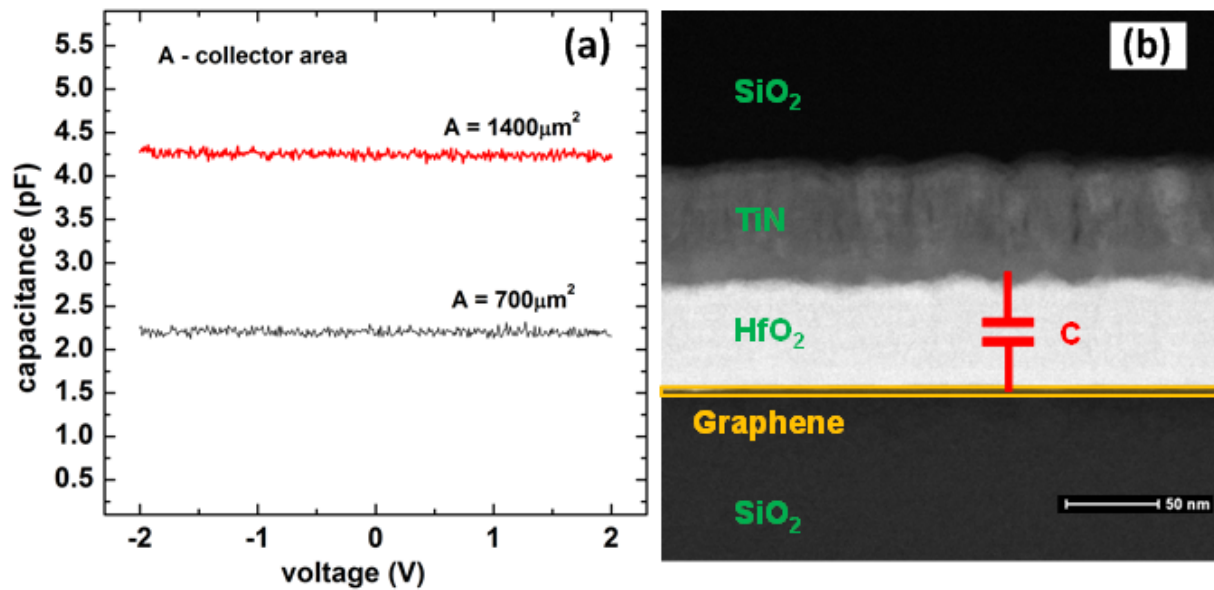 (a)
A - collector area
A = 1400μm²
A = 700μm²
capacitance (pF)
5.5
5.0
4.5
4.0
3.5
3.0
2.5
2.0
1.5
1.0
0.5
-2
-1
0
1
2
voltage (V)
(b)
SiO₂
TiN
HfO₂
C
Graphene
SiO₂
50 nm